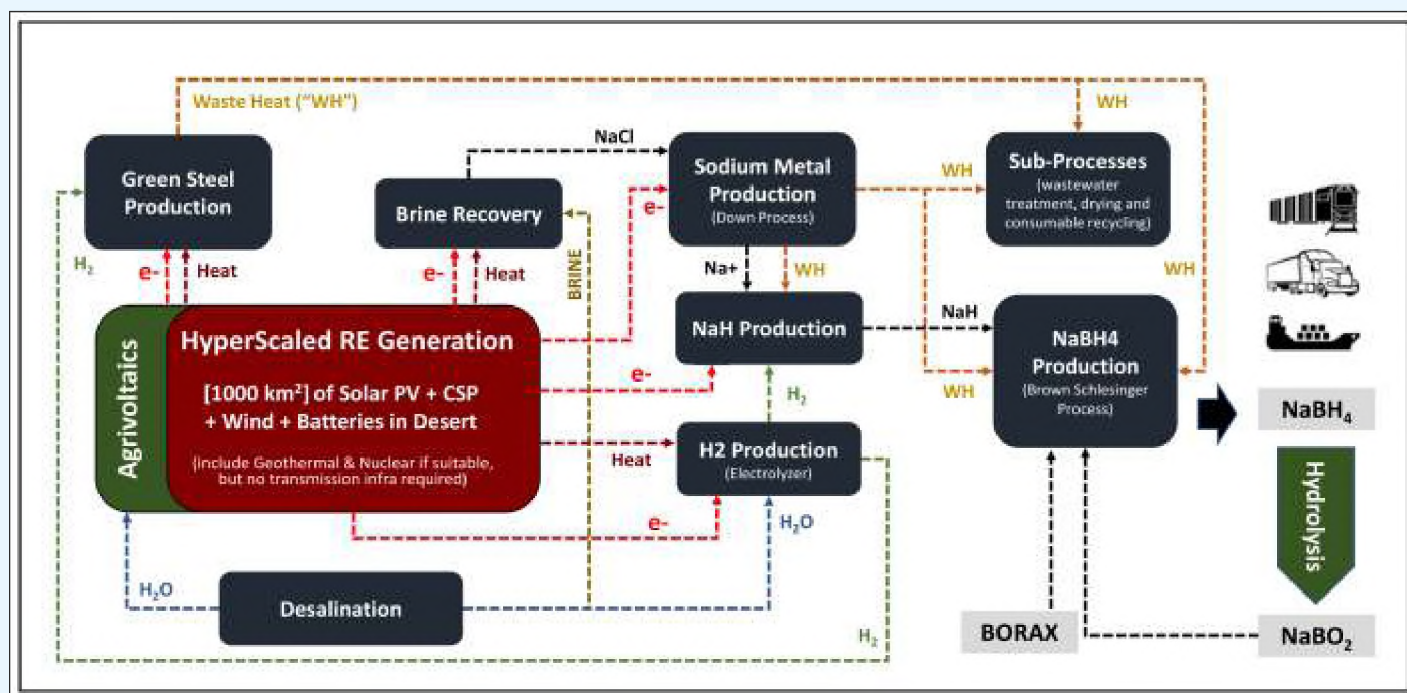 Waste Heat ("WH")
WH
NaCl
Green Steel
Production
Brine Recovery
Sodium Metal
Production
(Down Process)
WH
Sub-Processes
(wastewater
treatment, drying and
consumable recycling)
H₂
e-
Heat
e-
Heat
e-
BRINE
Na+
WH
WH
Agrivoltaics
HyperScaled RE Generation
[1000 km²] of Solar PV + CSP
+ Wind + Batteries in Desert
(include Geothermal & Nuclear if suitable,
but no transmission infra required)
NaH Production
NaH
NaBH4
Production
(Brown Schlesinger
Process)
e-
H₂
WH
Heat
H2 Production
(Electrolyzer)
e-
H₂O
H₂O
Desalination
H₂
NaBH₄
Hydrolysis
BORAX
NaBO₂